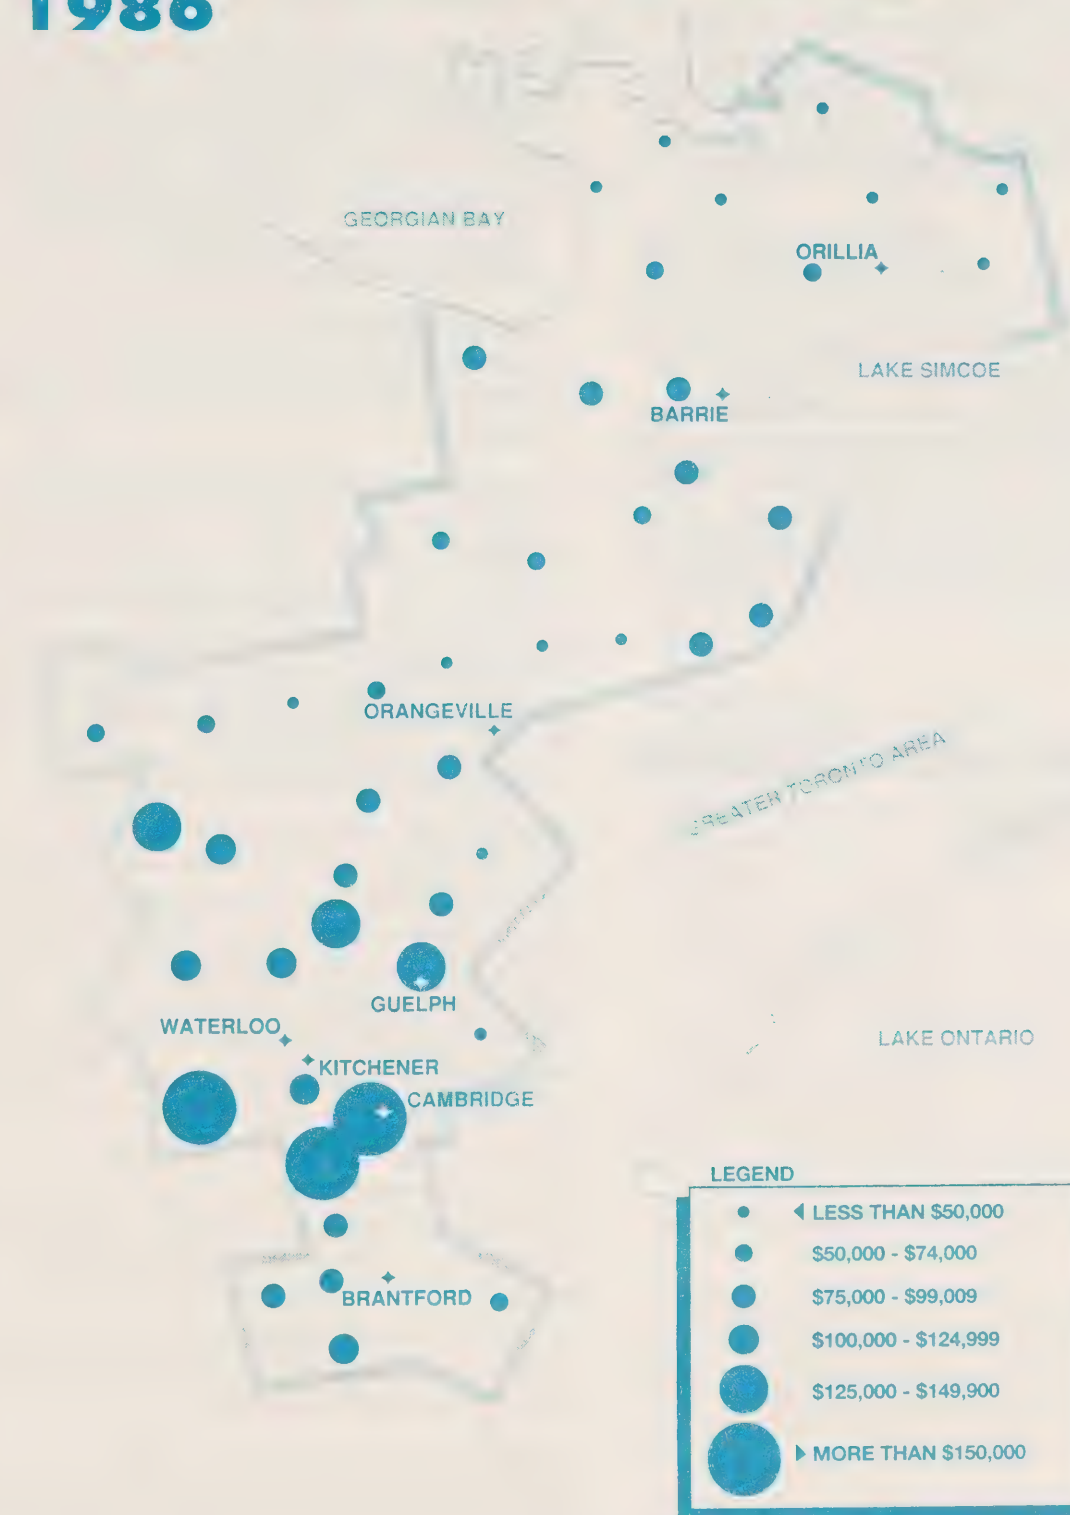 1986
GEORGIAN BAY
ORILLIA
LAKE SIMCOE
BARRIE
ORANGEVILLE
GREATER TORONTO AREA
GUELPH
WATERLOO
KITCHENER
CAMBRIDGE
LAKE ONTARIO
BRANTFORD
LEGEND
LESS THAN $50,000
$50,000 - $74,000
$75,000 - $99,009
$100,000 - $124,999
$125,000 - $149,900
MORE THAN $150,000